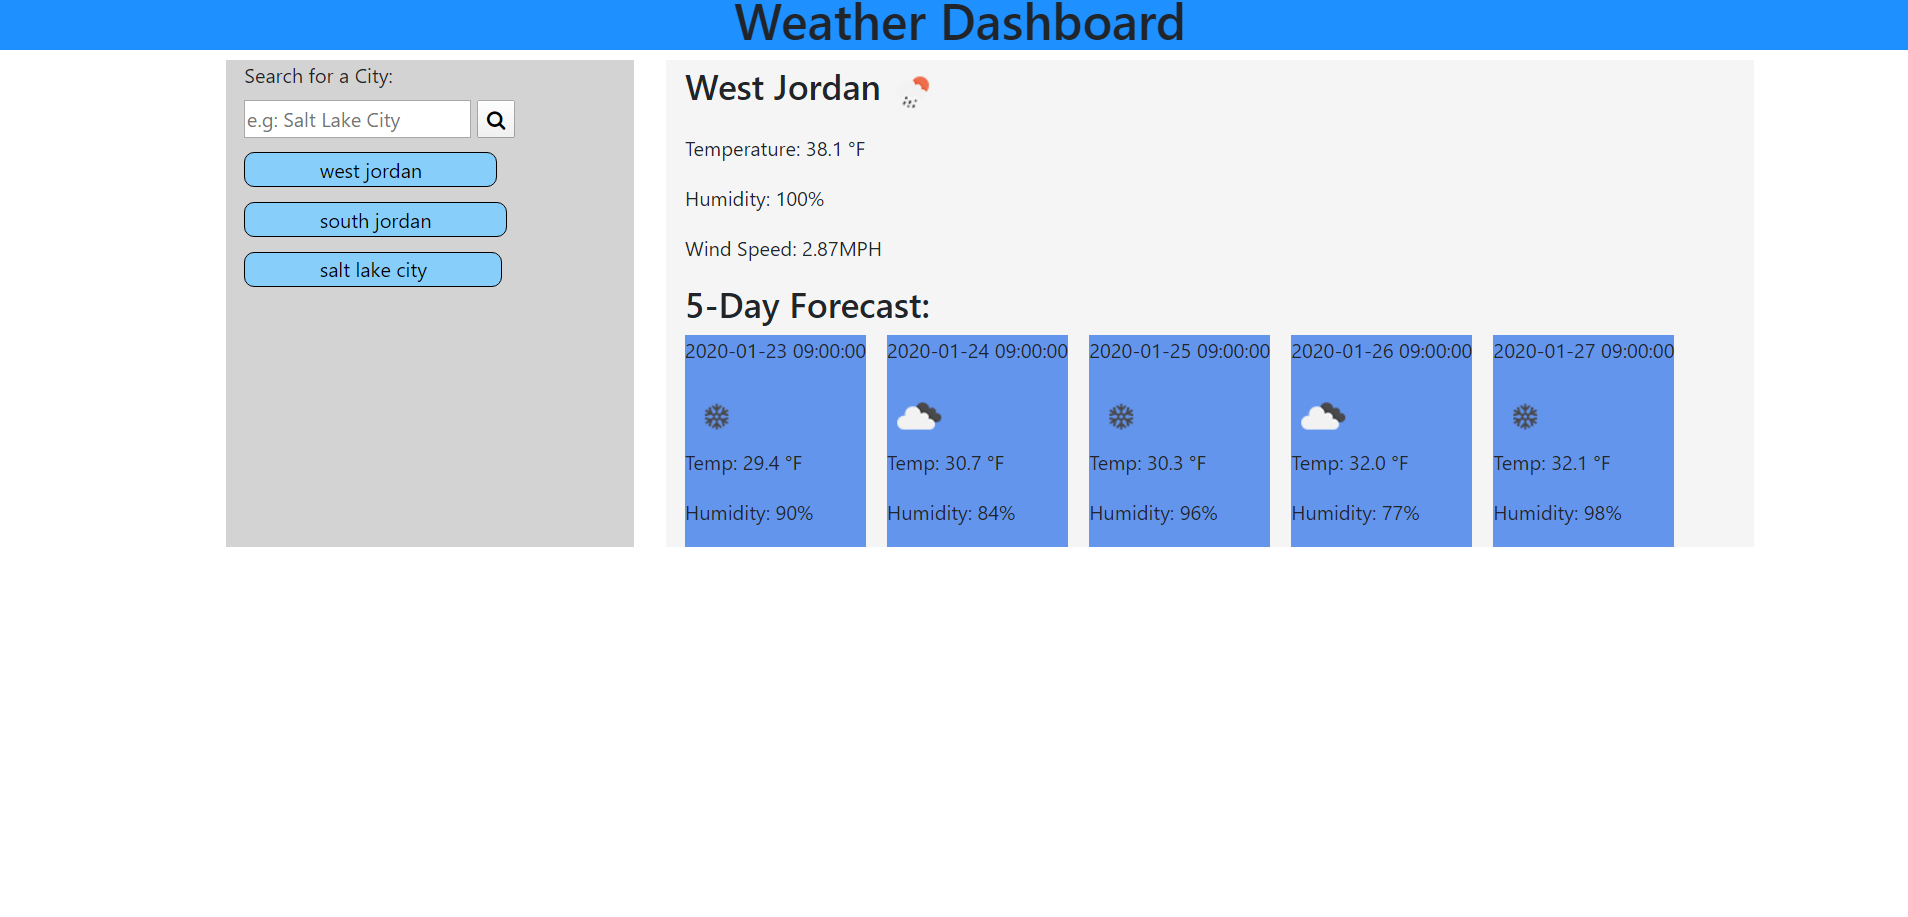 Weather Dashboard
Search for a City:
e.g: Salt Lake City
west jordan
south jordan
salt lake city
West Jordan
Temperature: 38.1 °F
Humidity: 100%
Wind Speed: 2.87MPH
5-Day Forecast:
2020-01-23 09:00:00
Temp: 29.4 °F
Humidity: 90%
2020-01-24 09:00:00
Temp: 30.7 °F
Humidity: 84%
2020-01-25 09:00:00
Temp: 30.3 °F
Humidity: 96%
2020-01-26 09:00:00
Temp: 32.0 °F
Humidity: 77%
2020-01-27 09:00:00
Temp: 32.1 °F
Humidity: 98%